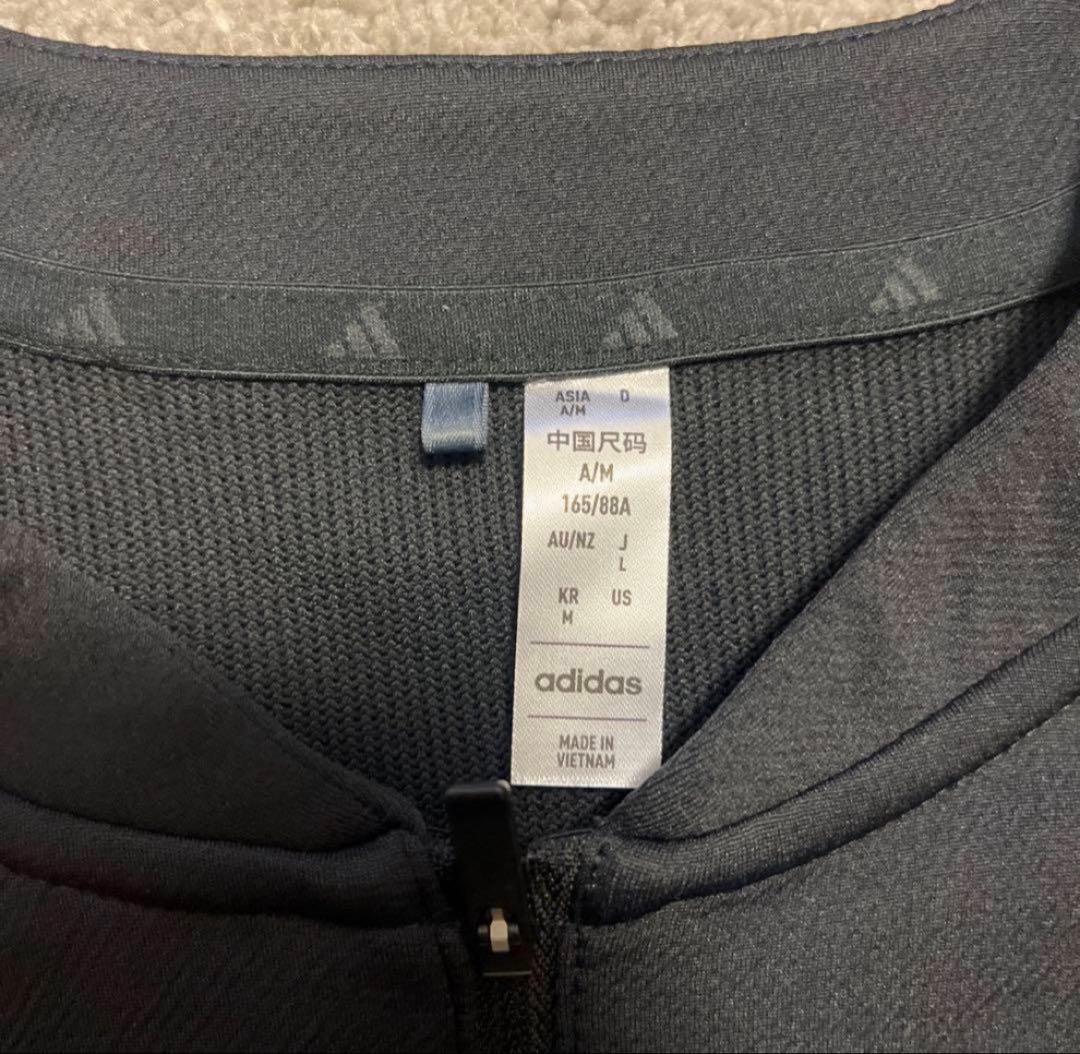 ASIA D
A/M
中国尺码
A/M
165/88A
AU/NZ J
L
KR US
M
adidas
MADE IN
VIETNAM